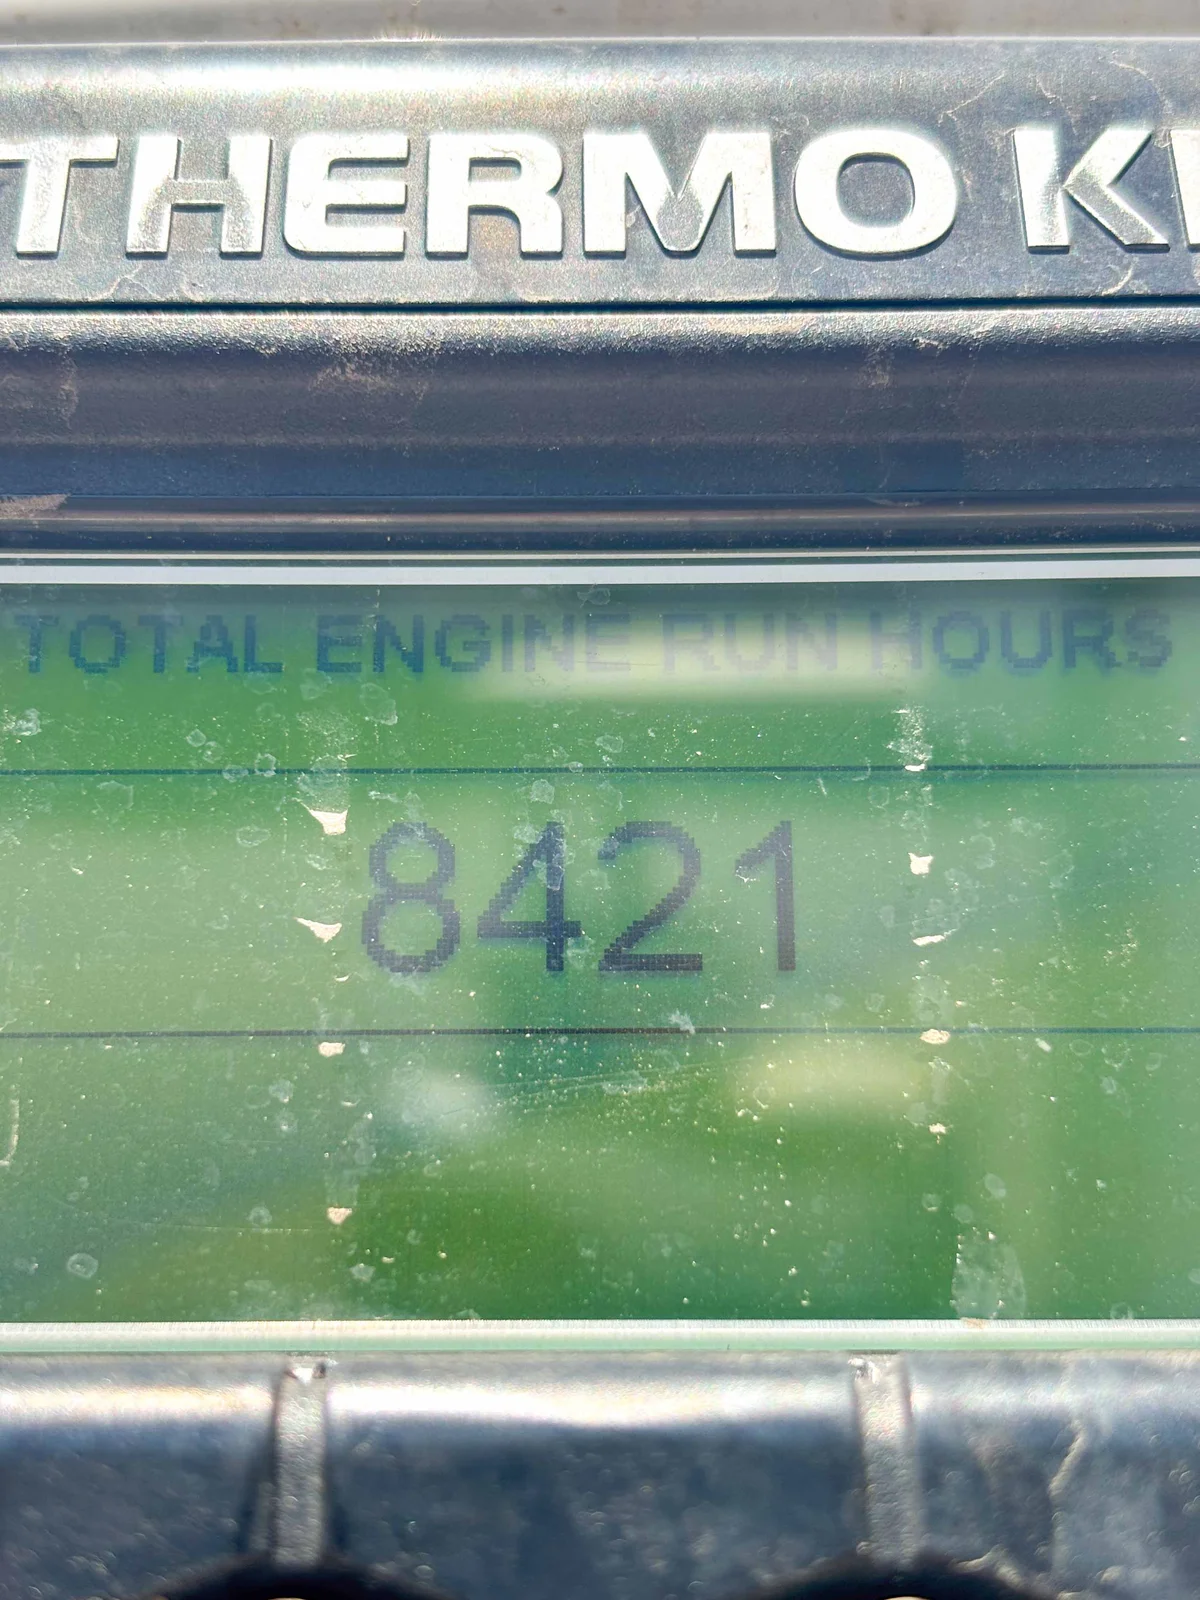 THERMO K
TOTAL ENGINE RUN HOURS
8421